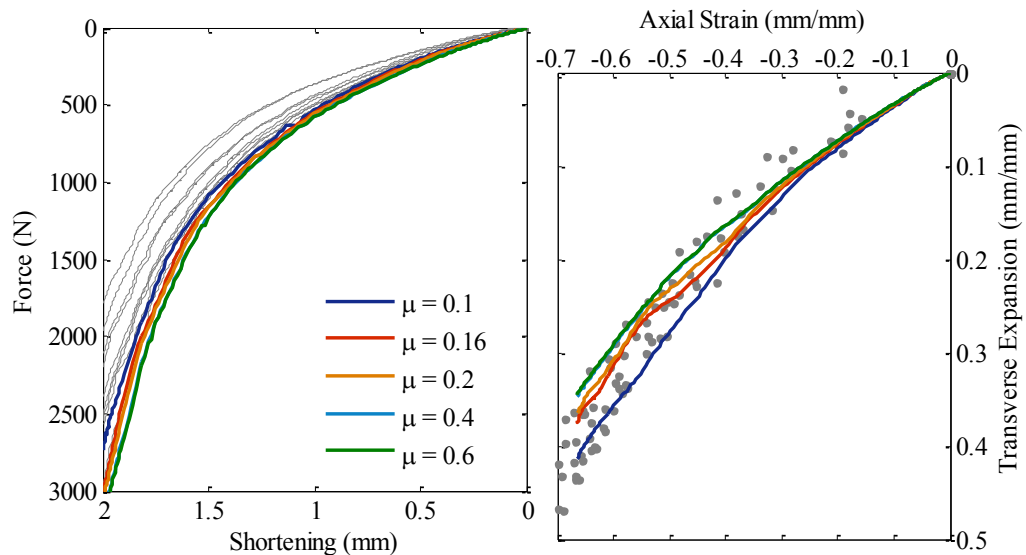 0
500
1000
1500
2000
2500
3000
Force (N)
2 1.5 1 0.5 0
Shortening (mm)
μ = 0.1
μ = 0.16
μ = 0.2
μ = 0.4
μ = 0.6
Axial Strain (mm/mm)
-0.7 -0.6 -0.5 -0.4 -0.3 -0.2 -0.1 0
0
0.1
0.2
0.3
0.4
0.5
Transverse Expansion (mm/mm)